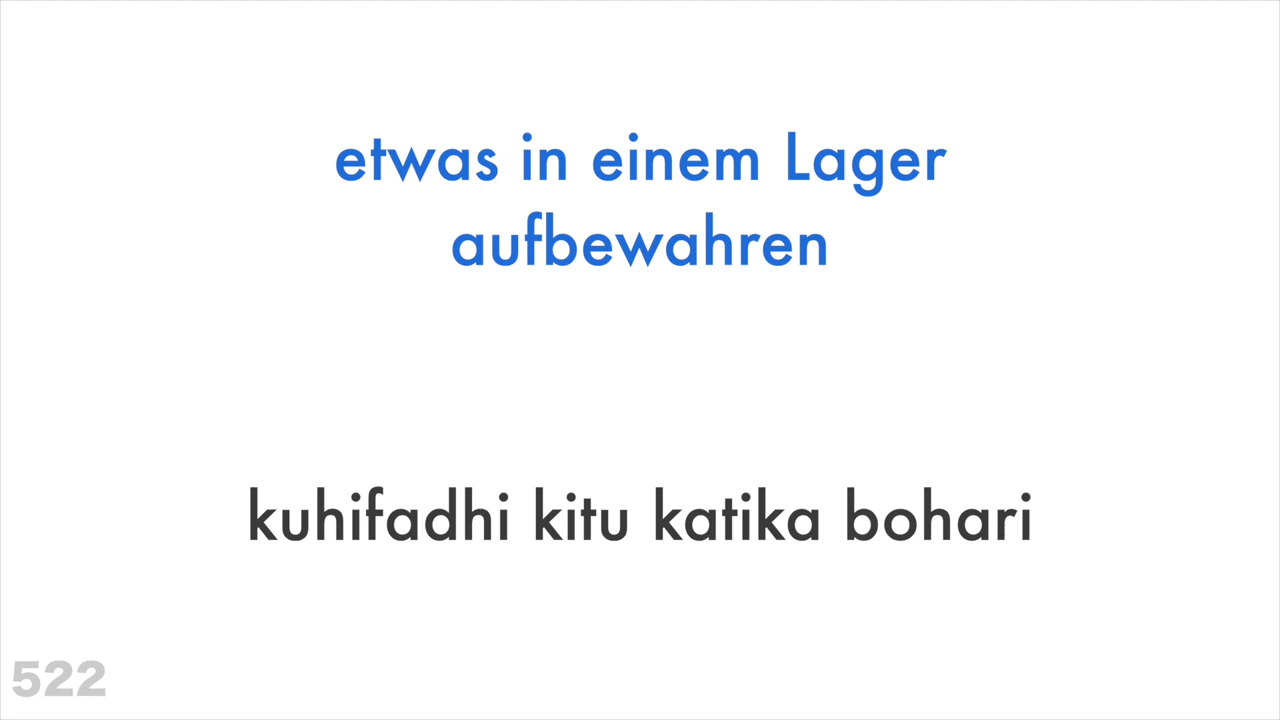 etwas in einem Lager
aufbewahren
kuhifadhi kitu katika bohari
522